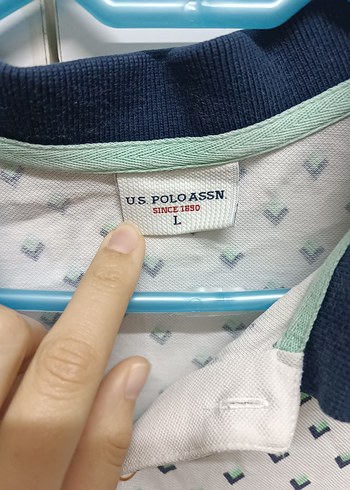 U.S. POLO ASSN.
SINCE 1890
L